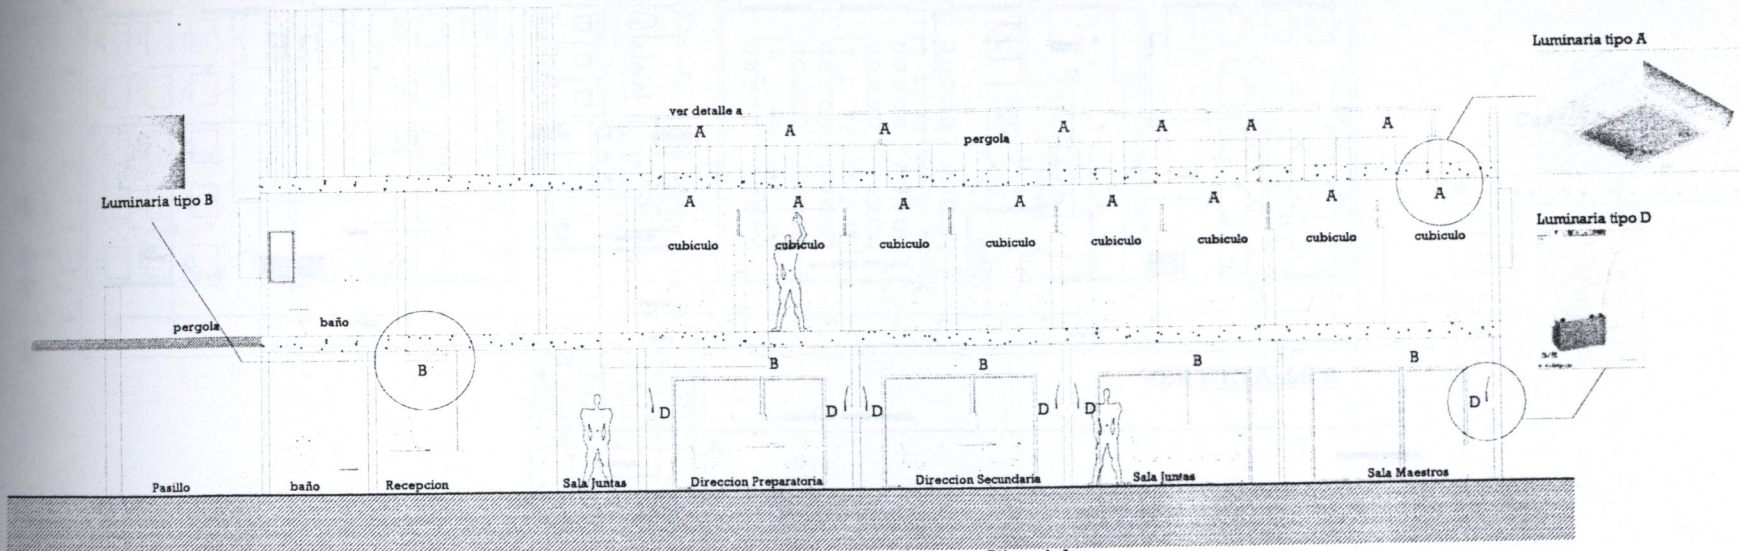 Luminaria tipo A
ver detalle a
A A A A A A A
pergola
Luminaria tipo B
A A A A A A A A
Luminaria tipo D
cubiculo cubiculo cubiculo cubiculo cubiculo cubiculo cubiculo cubiculo
pergola
baño
B B B B B
D D D D D D
Pasillo baño Recepcion Sala Juntas Direccion Preparatoria Direccion Secundaria Sala Juntas Sala Maestros